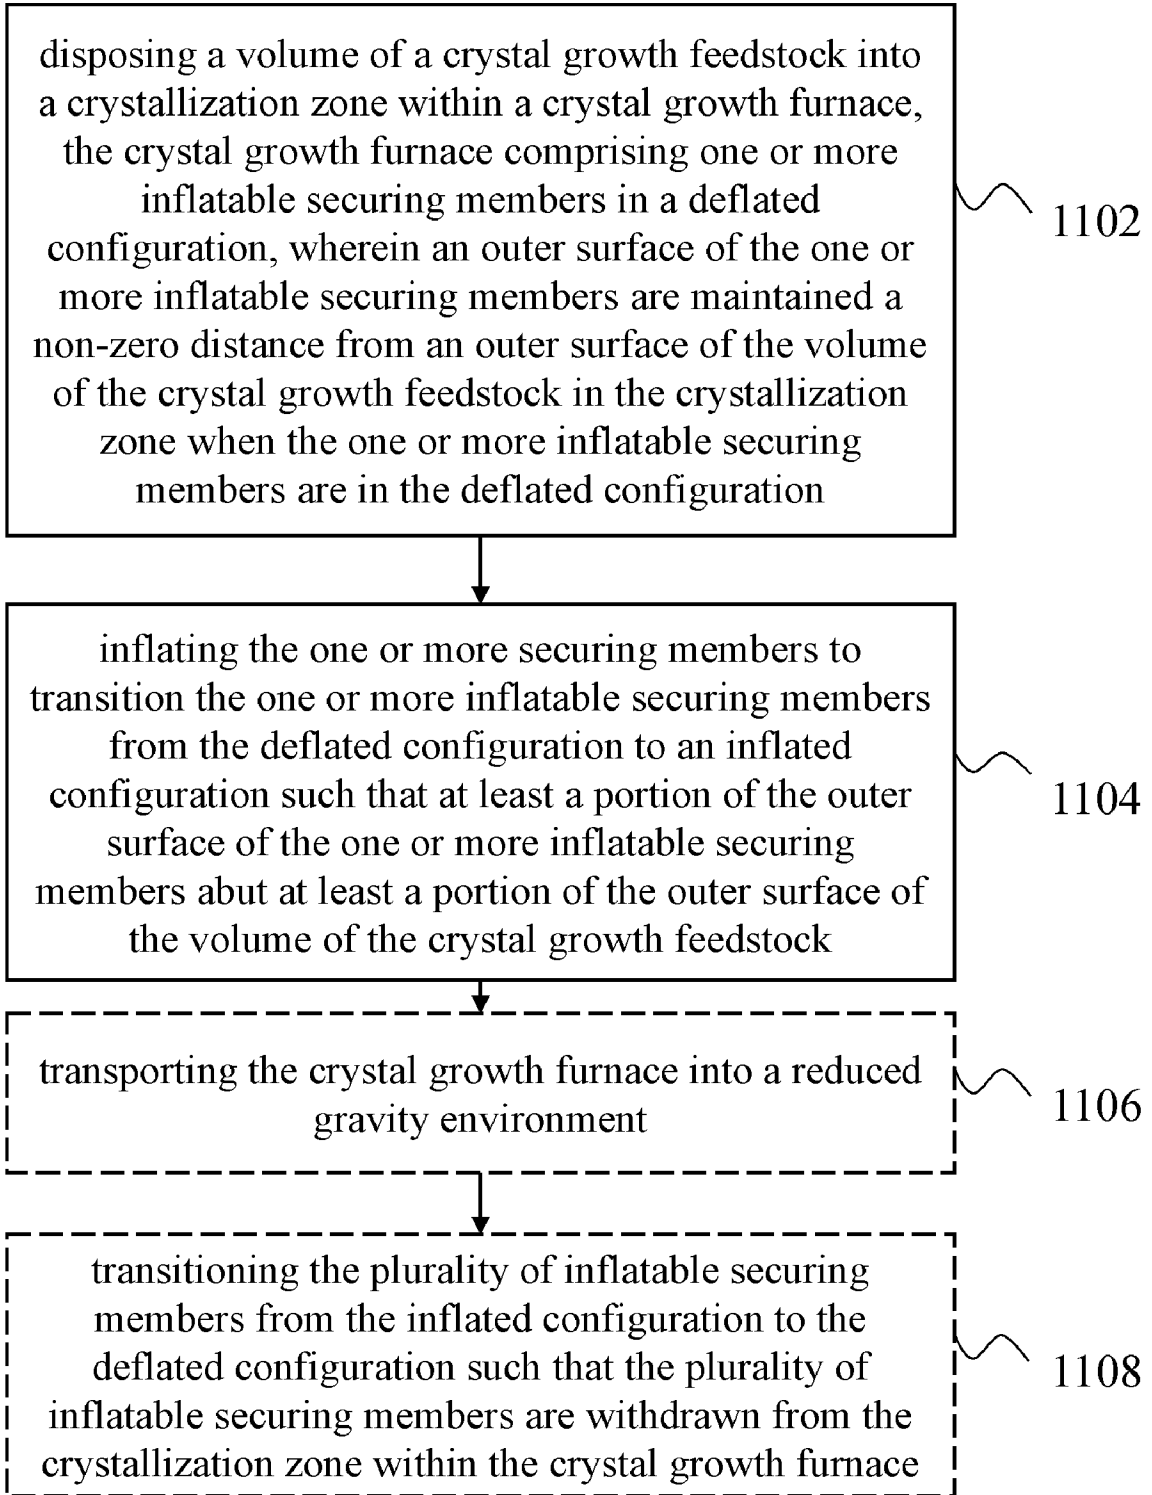 disposing a volume of a crystal growth feedstock into
a crystallization zone within a crystal growth furnace,
the crystal growth furnace comprising one or more
inflatable securing members in a deflated
configuration, wherein an outer surface of the one or
more inflatable securing members are maintained a
non-zero distance from an outer surface of the volume
of the crystal growth feedstock in the crystallization
zone when the one or more inflatable securing
members are in the deflated configuration
1102
inflating the one or more securing members to
transition the one or more inflatable securing members
from the deflated configuration to an inflated
configuration such that at least a portion of the outer
surface of the one or more inflatable securing
members abut at least a portion of the outer surface of
the volume of the crystal growth feedstock
1104
transporting the crystal growth furnace into a reduced
gravity environment
1106
transitioning the plurality of inflatable securing
members from the inflated configuration to the
deflated configuration such that the plurality of
inflatable securing members are withdrawn from the
crystallization zone within the crystal growth furnace
1108